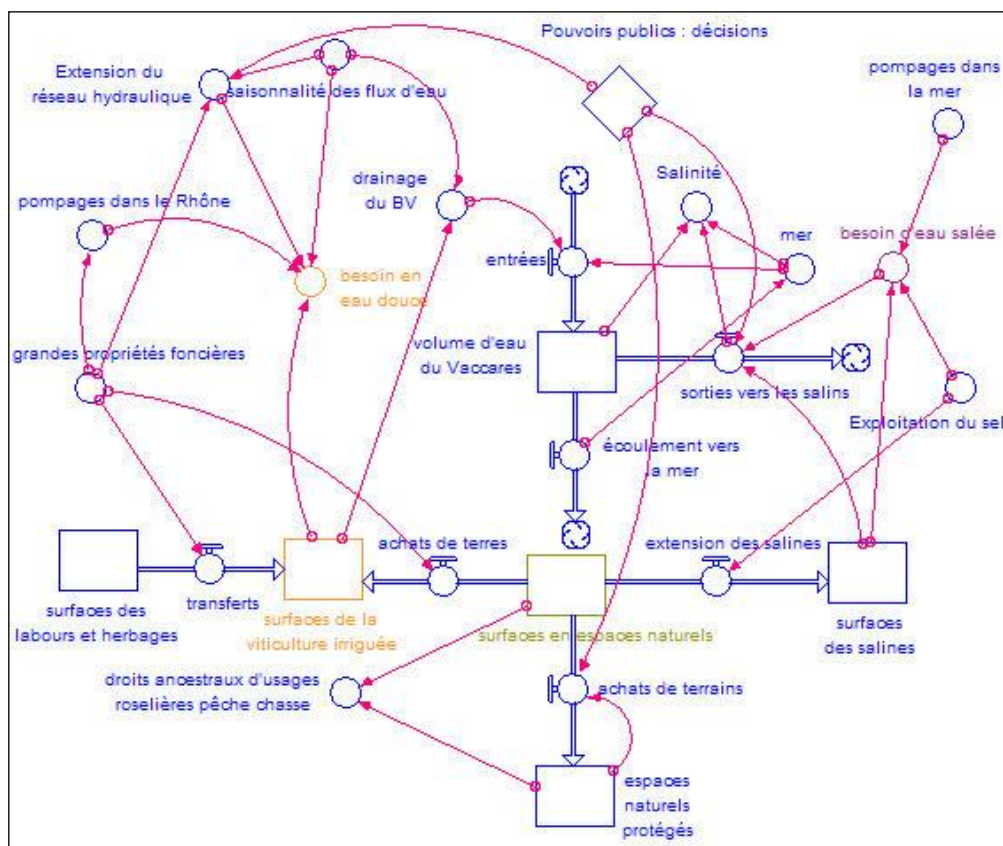 Pouvoirs publics : décisions
Extension du
réseau hydraulique
saisonnalité des flux d'eau
pompages dans
la mer
drainage
du BV
Salinité
pompages dans le Rhône
mer
besoin d'eau salée
entrées
besoin en
eau douce
grandes propriétés foncières
volume d'eau
du Vaccares
sorties vers les salins
Exploitation du sel
écoulement vers
la mer
achats de terres
extension des salines
surfaces des
labours et herbages
transferts
surfaces de la
viticulture irriguée
surfaces en espaces naturels
surfaces
des salines
droits ancestraux d'usages
roselières pêche chasse
achats de terrains
espaces
naturels
protégés